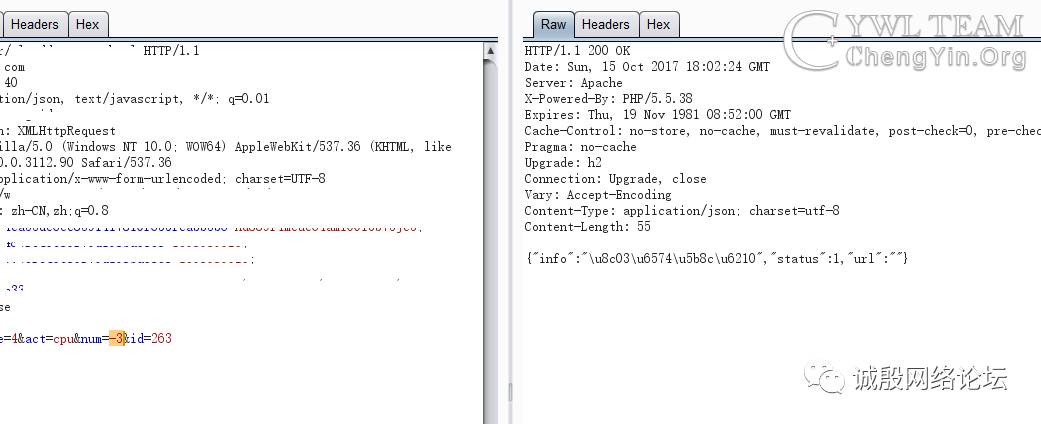 Headers
Hex
r/ HTTP/1.1
com
40
tion/json, text/javascript, */*; q=0.01
n: XMLHttpRequest
illa/5.0 (Windows NT 10.0; WOW64) AppleWebKit/537.36 (KHTML, like
0.0.3112.90 Safari/537.36
pplication/x-www-form-urlencoded; charset=UTF-8
/w
: zh-CN,zh;q=0.8
se
e=4&act=cpu&num=-3&id=263
Raw
Headers
Hex
YWL TEAM
ChengYin.Org
HTTP/1.1 200 OK
Date: Sun, 15 Oct 2017 18:02:24 GMT
Server: Apache
X-Powered-By: PHP/5.5.38
Expires: Thu, 19 Nov 1981 08:52:00 GMT
Cache-Control: no-store, no-cache, must-revalidate, post-check=0, pre-chec
Pragma: no-cache
Upgrade: h2
Connection: Upgrade, close
Vary: Accept-Encoding
Content-Type: application/json; charset=utf-8
Content-Length: 55
{"info":"\u8c03\u6574\u5b8c\u6210","status":1,"url":""}
诚殷网络论坛